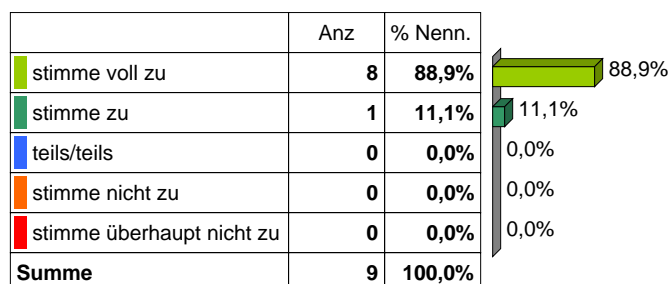 Anz % Nenn.
stimme voll zu 8 88,9% 88,9%
stimme zu 1 11,1% 11,1%
teils/teils 0 0,0% 0,0%
stimme nicht zu 0 0,0% 0,0%
stimme überhaupt nicht zu 0 0,0% 0,0%
Summe 9 100,0%